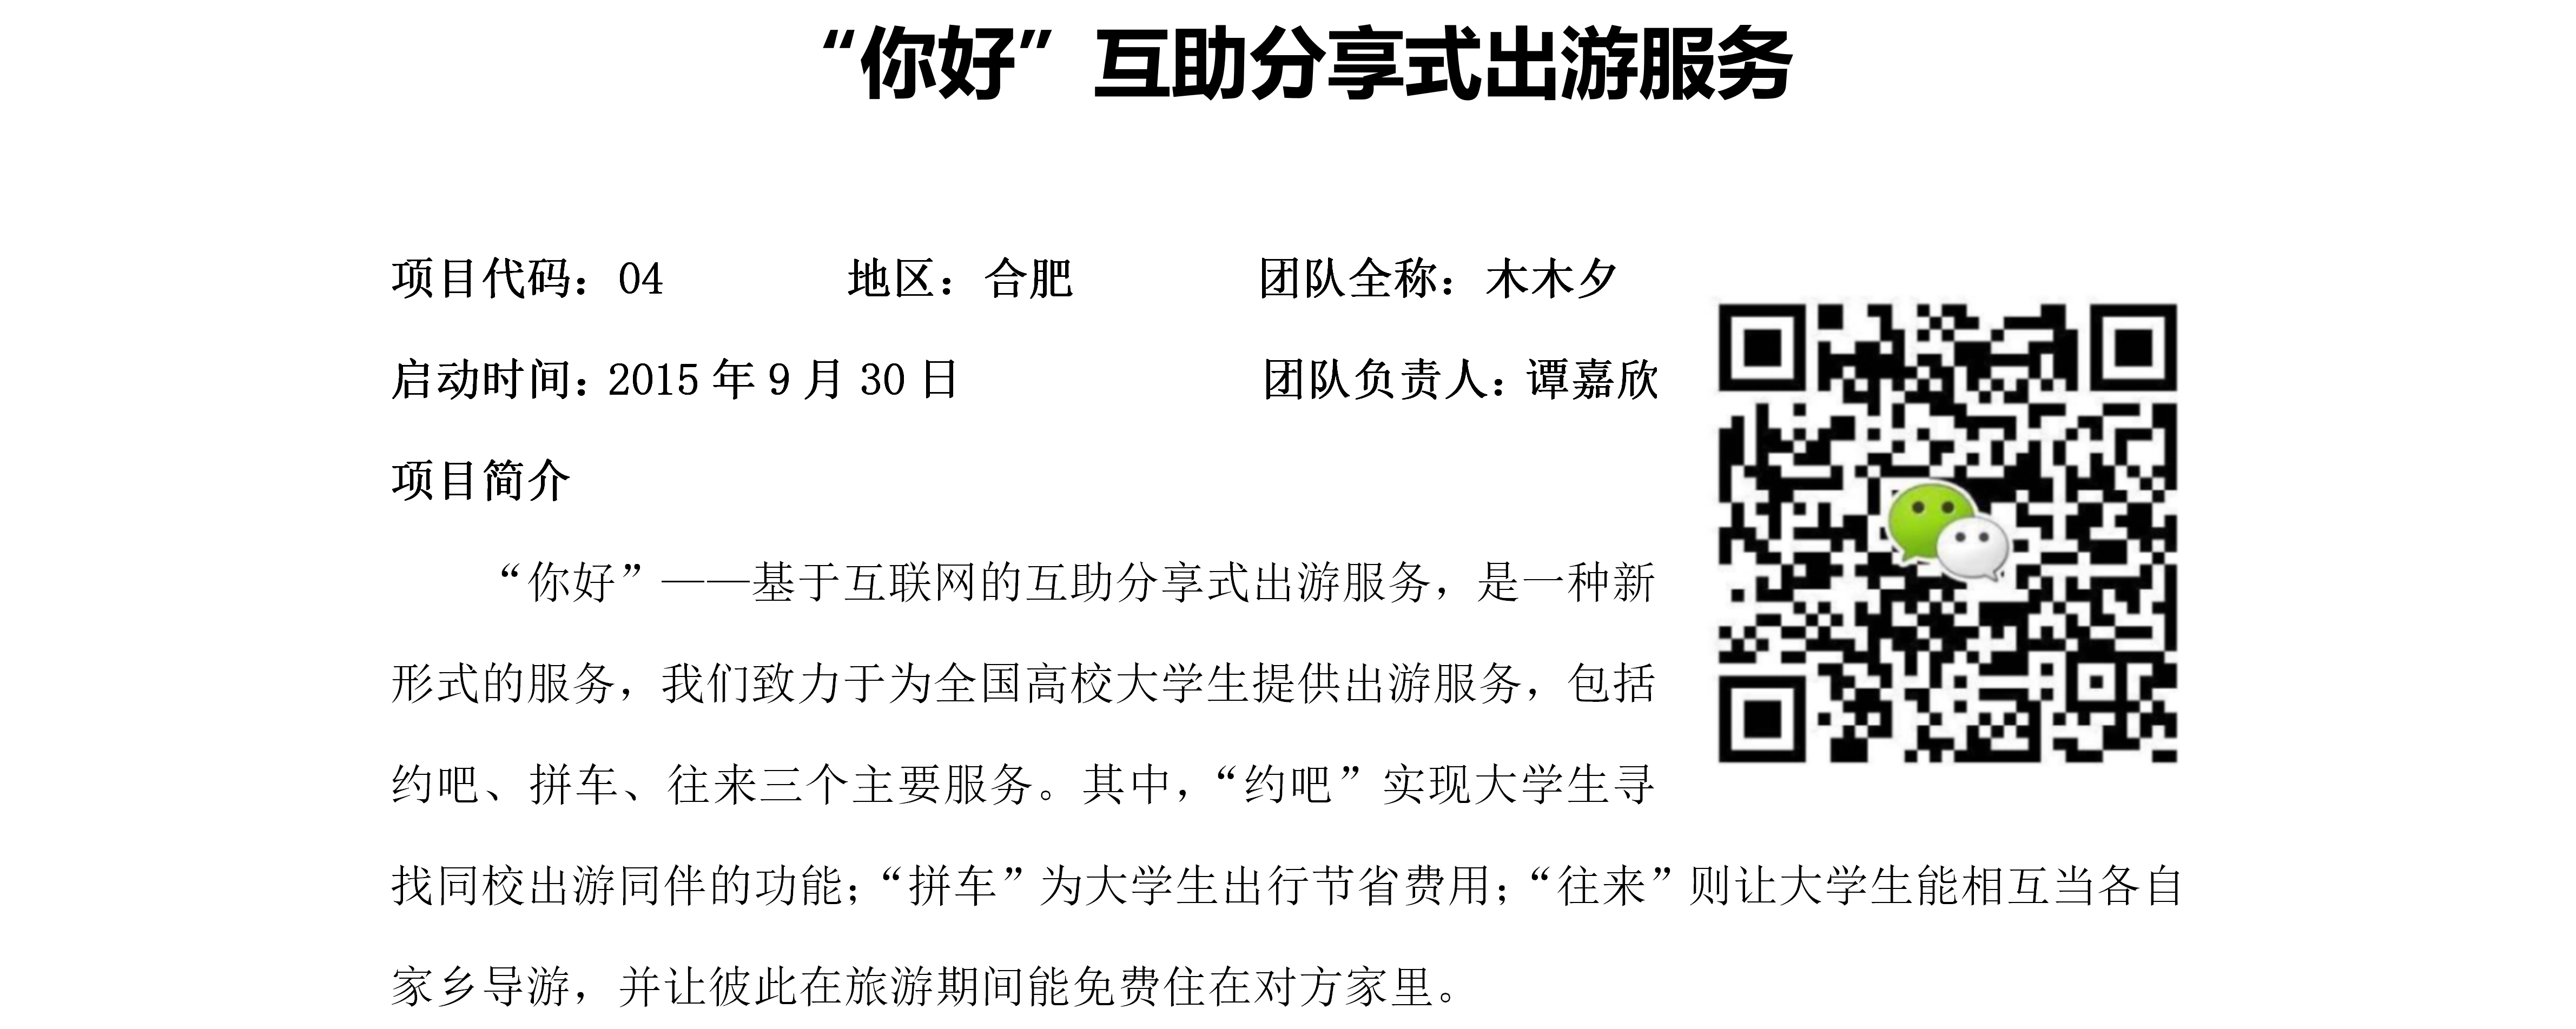 “你好”互助分享式出游服务
项目代码：04 地区：合肥 团队全称：木木夕
启动时间：2015 年 9 月 30 日 团队负责人：谭嘉欣
项目简介
“你好”——基于互联网的互助分享式出游服务，是一种新
形式的服务，我们致力于为全国高校大学生提供出游服务，包括
约吧、拼车、往来三个主要服务。其中，“约吧”实现大学生寻
找同校出游同伴的功能；“拼车”为大学生出行节省费用；“往来”则让大学生能相互当各自
家乡导游，并让彼此在旅游期间能免费住在对方家里。